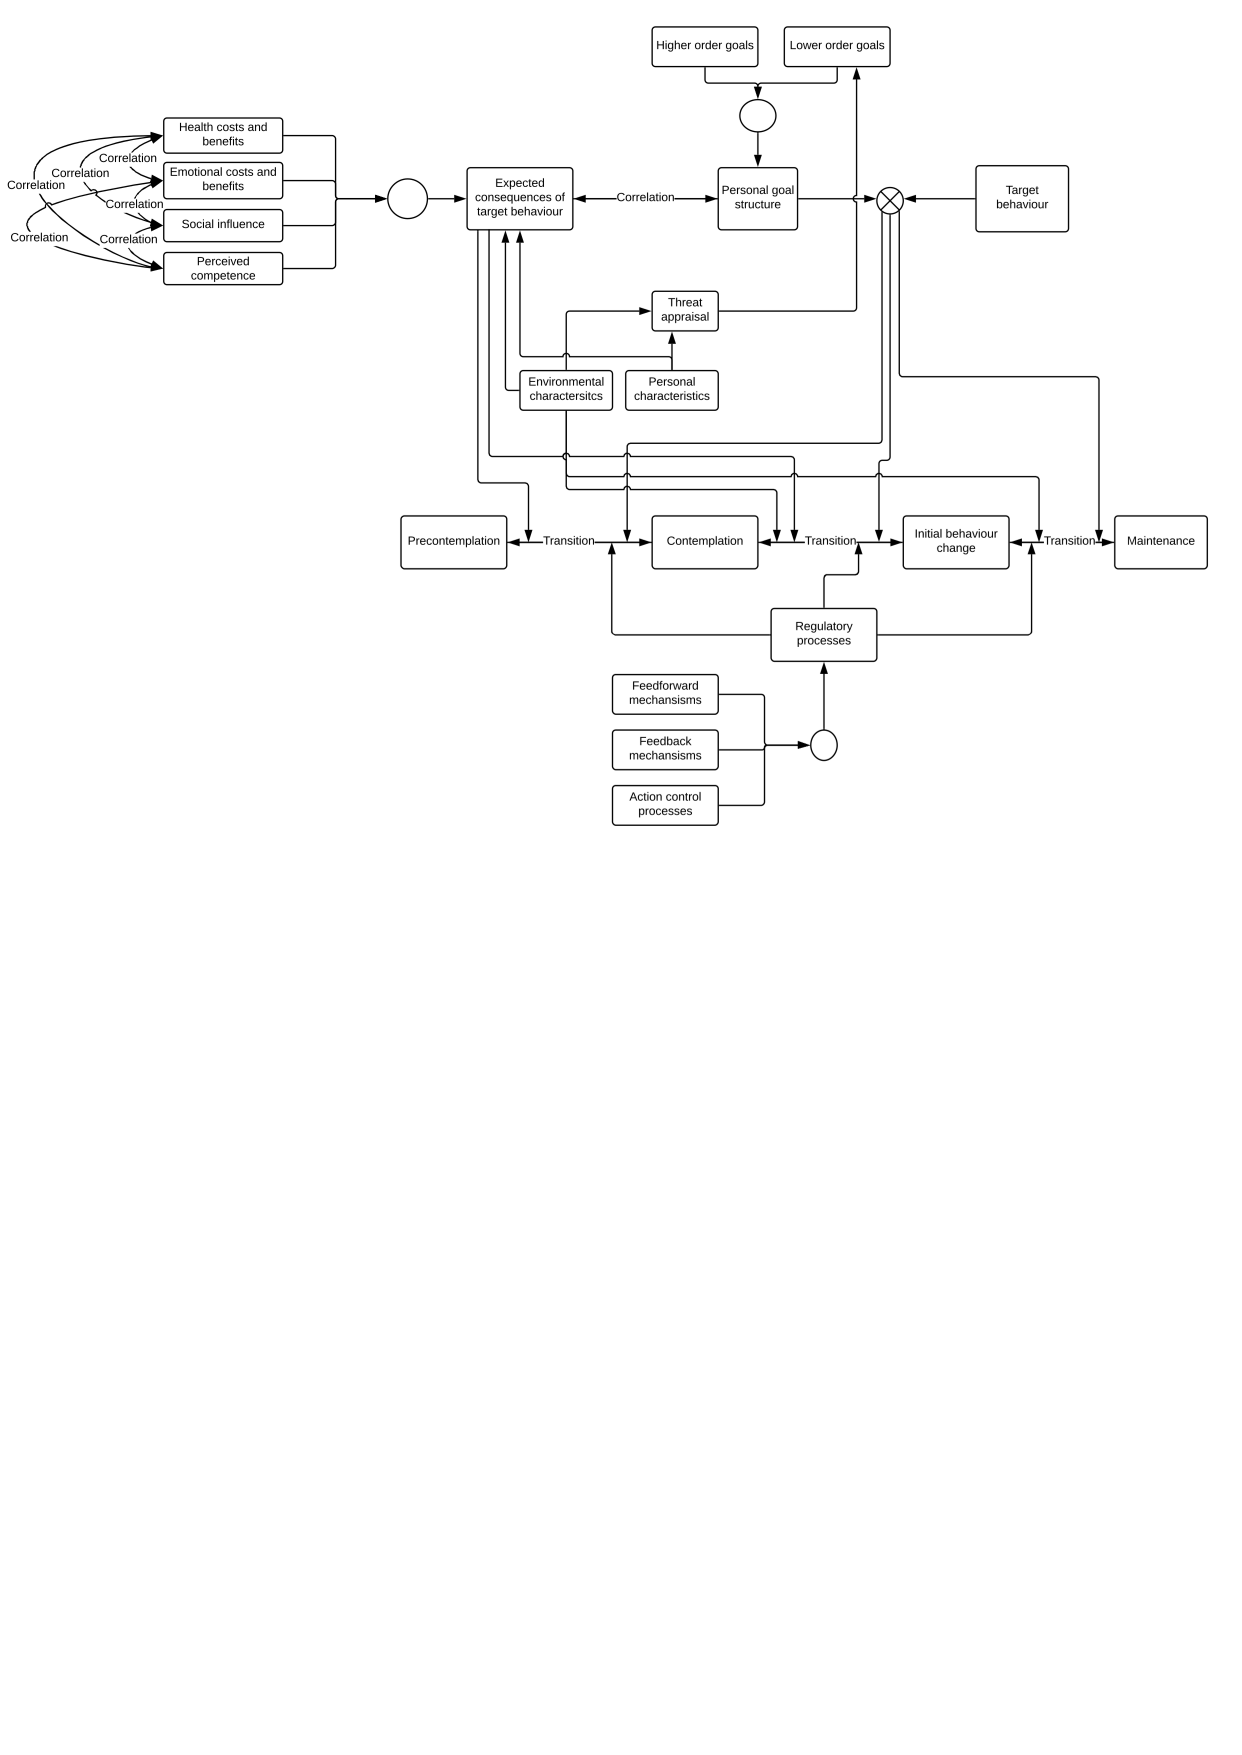 Higher order goals
Lower order goals
Health costs and
benefits
Correlation
Emotional costs and
benefits
Correlation
Correlation
Correlation
Social influence
Correlation
Correlation
Perceived
competence
Expected
consequences of
target behaviour
Correlation
Personal goal
structure
Target
behaviour
Threat
appraisal
Environmental
charactersitcs
Personal
characteristics
Precontemplation
Transition
Contemplation
Transition
Initial behaviour
change
Transition
Maintenance
Regulatory
processes
Feedforward
mechansisms
Feedback
mechansisms
Action control
processes